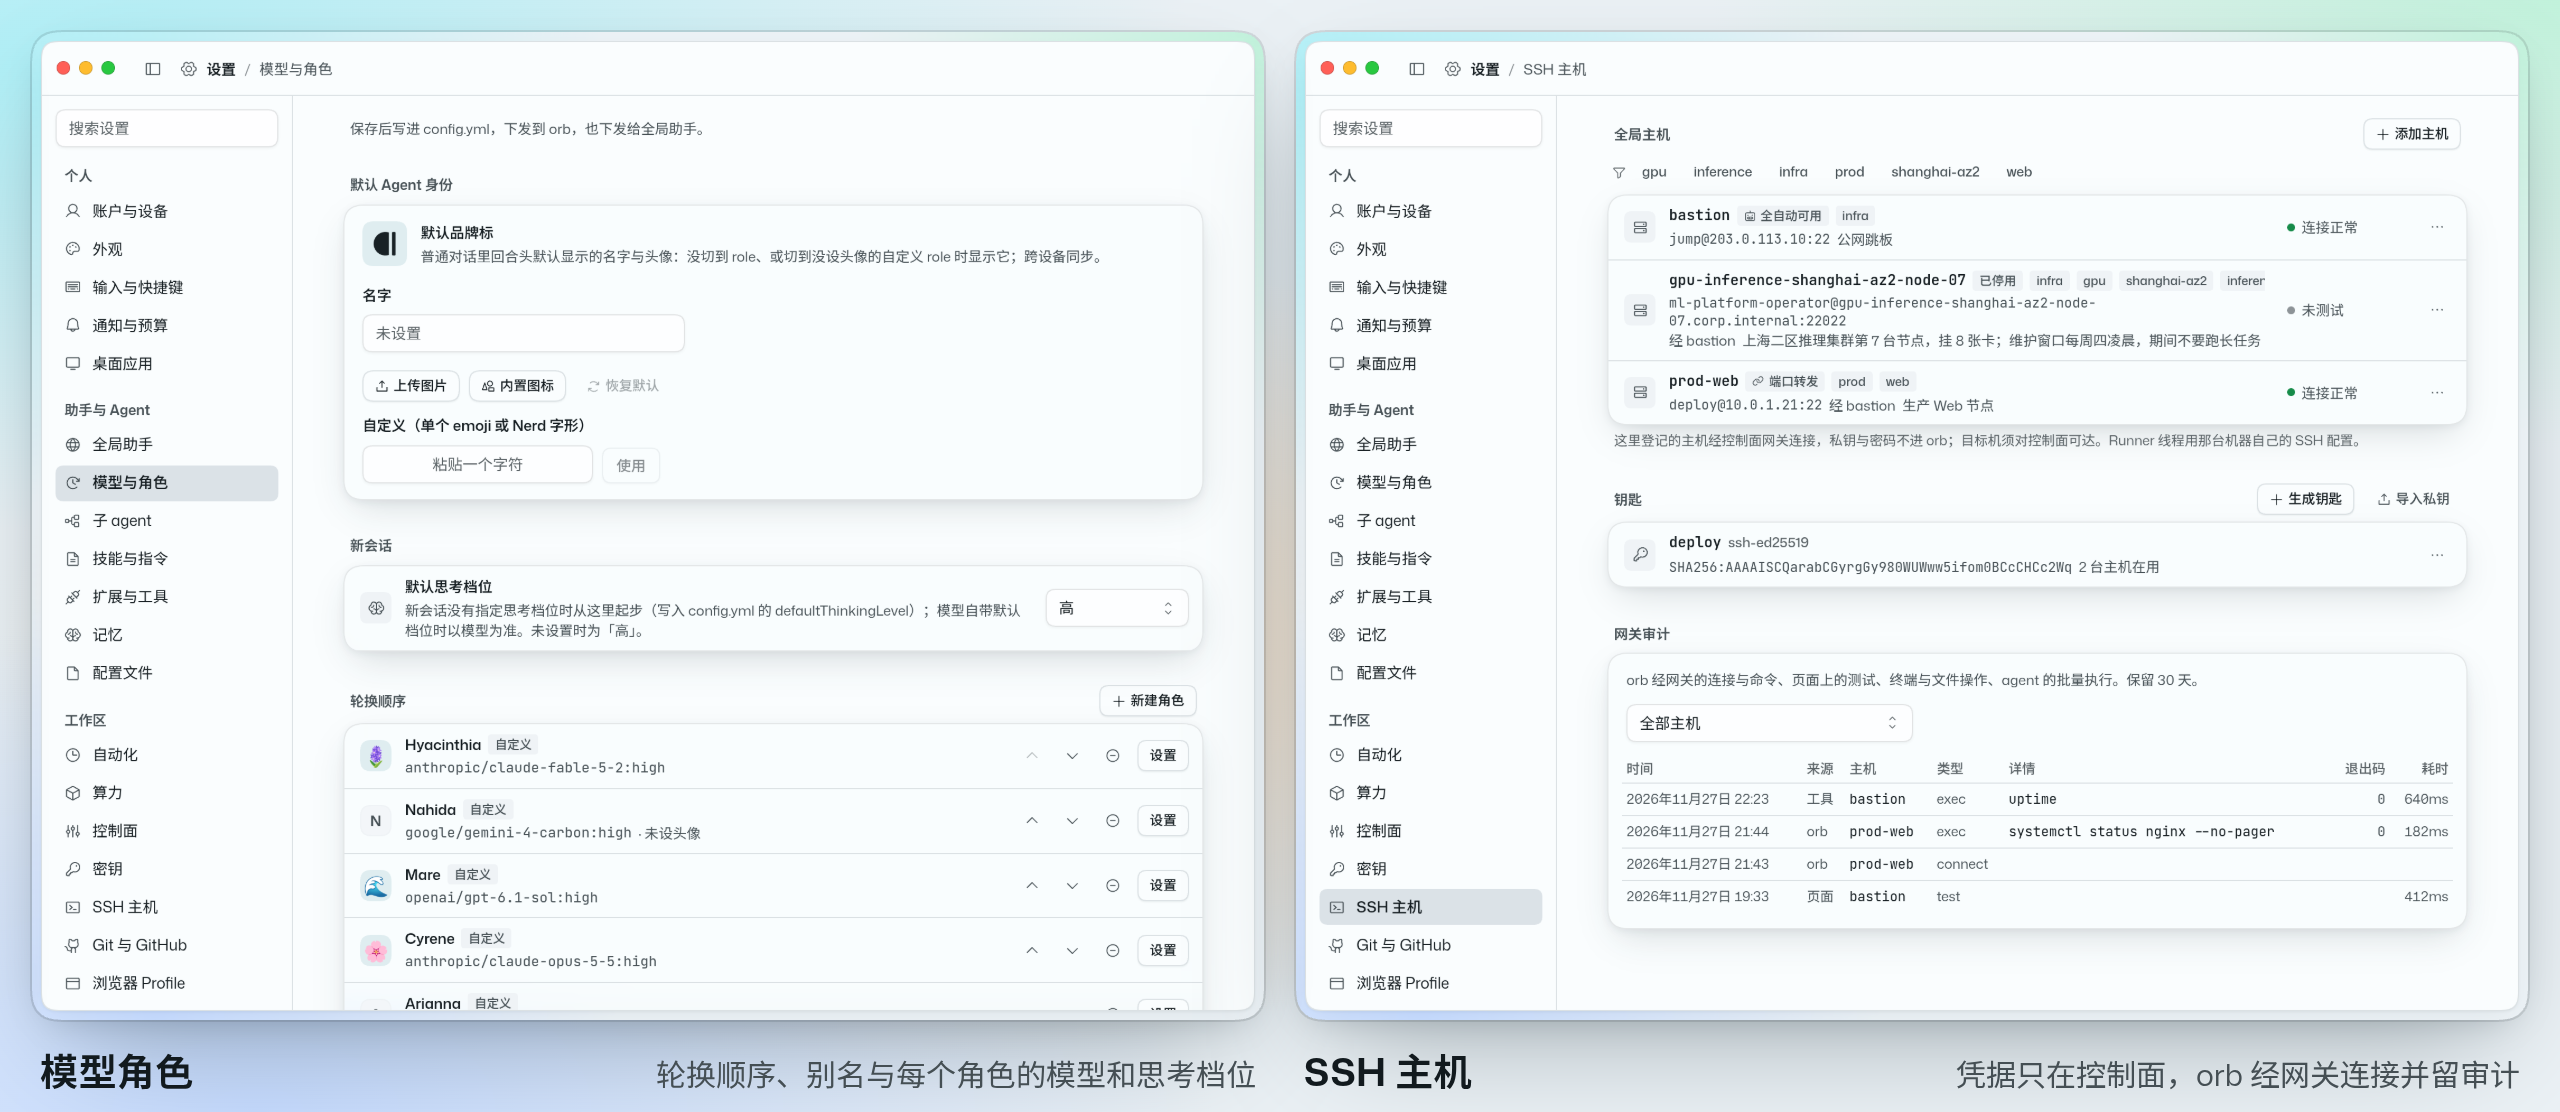 设置 / 模型与角色
搜索设置
个人
账户与设备
外观
输入与快捷键
通知与预算
桌面应用
助手与 Agent
全局助手
模型与角色
子 agent
技能与指令
扩展与工具
记忆
配置文件
工作区
自动化
算力
控制面
密钥
SSH 主机
Git 与 GitHub
浏览器 Profile
保存后写进 config.yml，下发到 orb，也下发给全局助手。
默认 Agent 身份
默认品牌标
普通对话里回合头默认显示的名字与头像：没切到 role、或切到没设头像的自定义 role 时显示它；跨设备同步。
名字
未设置
上传图片 内置图标 恢复默认
自定义（单个 emoji 或 Nerd 字形）
粘贴一个字符 使用
新会话
默认思考档位
新会话没有指定思考档位时从这里起步（写入 config.yml 的 defaultThinkingLevel）；模型自带默认
档位时以模型为准。未设置时为「高」。
高
轮换顺序
新建角色
Hyacinthia 自定义
anthropic/claude-fable-5-2:high
设置
N
Nahida 自定义
google/gemini-4-carbon:high · 未设头像
设置
Mare 自定义
openai/gpt-6.1-sol:high
设置
Cyrene 自定义
anthropic/claude-opus-5-5:high
设置
Arianna 自定义
设置
模型角色
轮换顺序、别名与每个角色的模型和思考档位
设置 / SSH 主机
搜索设置
个人
账户与设备
外观
输入与快捷键
通知与预算
桌面应用
助手与 Agent
全局助手
模型与角色
子 agent
技能与指令
扩展与工具
记忆
配置文件
工作区
自动化
算力
控制面
密钥
SSH 主机
Git 与 GitHub
浏览器 Profile
全局主机
添加主机
gpu inference infra prod shanghai-az2 web
bastion 全自动可用 infra
jump@203.0.113.10:22 公网跳板
连接正常
gpu-inference-shanghai-az2-node-07 已停用 infra gpu shanghai-az2 inferen
ml-platform-operator@gpu-inference-shanghai-az2-node-
07.corp.internal:22022
经 bastion 上海二区推理集群第 7 台节点，挂 8 张卡；维护窗口每周四凌晨，期间不要跑长任务
未测试
prod-web 端口转发 prod web
deploy@10.0.1.21:22 经 bastion 生产 Web 节点
连接正常
这里登记的主机经控制面网关连接，私钥与密码不进 orb；目标机须对控制面可达。Runner 线程用那台机器自己的 SSH 配置。
钥匙
生成钥匙 导入私钥
deploy ssh-ed25519
SHA256:AAAAISCQarabCGyrgGy980WUWww5ifom0BCcCHCc2Wq 2 台主机在用
网关审计
orb 经网关的连接与命令、页面上的测试、终端与文件操作、agent 的批量执行。保留 30 天。
全部主机
时间 来源 主机 类型 详情 退出码 耗时
2026年11月27日 22:23 工具 bastion exec uptime 0 640ms
2026年11月27日 21:44 orb prod-web exec systemctl status nginx --no-pager 0 182ms
2026年11月27日 21:43 orb prod-web connect
2026年11月27日 19:33 页面 bastion test 412ms
SSH 主机
凭据只在控制面，orb 经网关连接并留审计